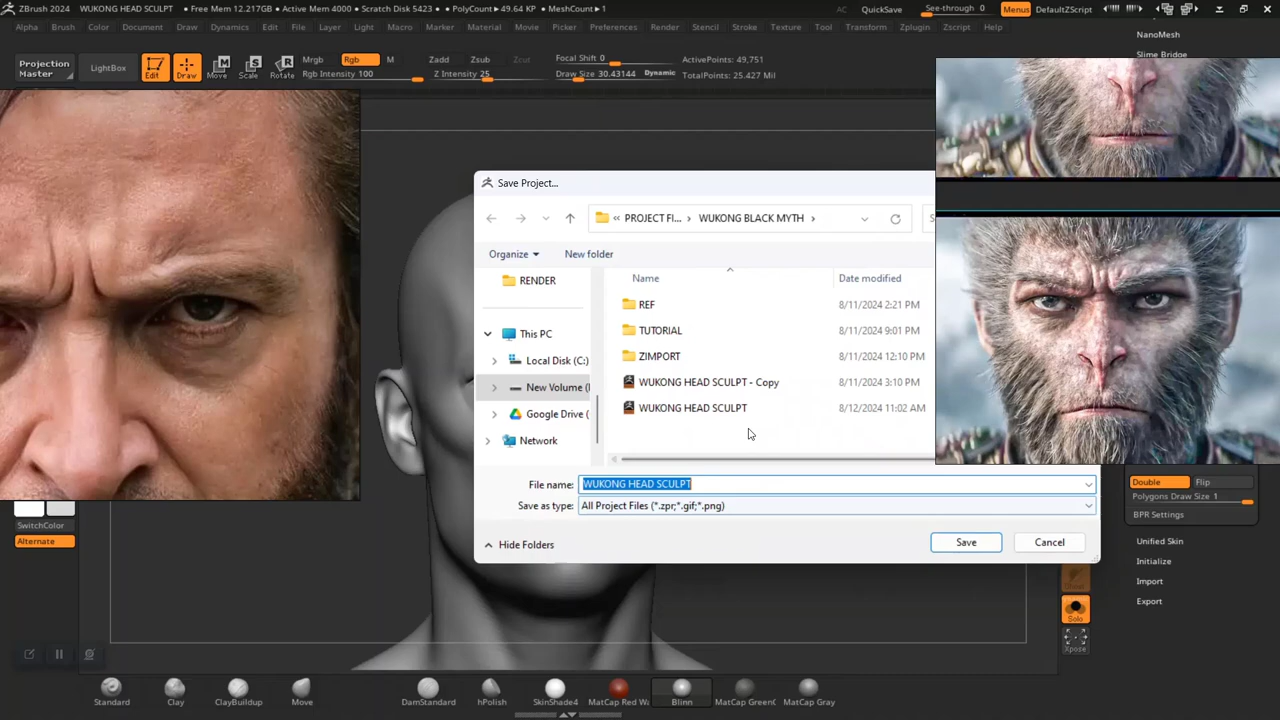 ZBrush 2024 WUKONG HEAD SCULPT • Free Mem 12.217GB • Active Mem 4000 • Scratch Disk 5423 • PolyCount▸ 49.64 KP • MeshCount▸ 1 AC QuickSave See-through 0 Menus DefaultZScript
Alpha Brush Color Document Draw Dynamics Edit File Layer Light Macro Marker Material Movie Picker Preferences Render Stencil Stroke Texture Tool Transform Zplugin Zscript Help
NanoMesh
Slime Bridge
Projection
Master
LightBox
Edit Draw Move Scale Rotate
Mrgb Rgb M
Rgb Intensity 100
Zadd Zsub Zcut
Z Intensity 25
Focal Shift 0
Draw Size 30.43144 Dynamic
ActivePoints: 49,751
TotalPoints: 25.427 Mil
Save Project...
« PROJECT FI... › WUKONG BLACK MYTH ›
Organize New folder
Name Date modified
RENDER
This PC
Local Disk (C:)
New Volume (
Google Drive (
Network
REF 8/11/2024 2:21 PM
TUTORIAL 8/11/2024 9:01 PM
ZIMPORT 8/11/2024 12:10 PM
WUKONG HEAD SCULPT - Copy 8/11/2024 3:10 PM
WUKONG HEAD SCULPT 8/12/2024 11:02 AM
File name: WUKONG HEAD SCULPT
Save as type: All Project Files (*.zpr;*.gif;*.png)
Hide Folders Save Cancel
SwitchColor
Alternate
Double Flip
Polygons Draw Size 1
BPR Settings
Unified Skin
Initialize
Import
Export
Solo
Xpose
Standard Clay ClayBuildup Move DamStandard hPolish SkinShade4 MatCap Red Wa Blinn MatCap GreenC MatCap Gray